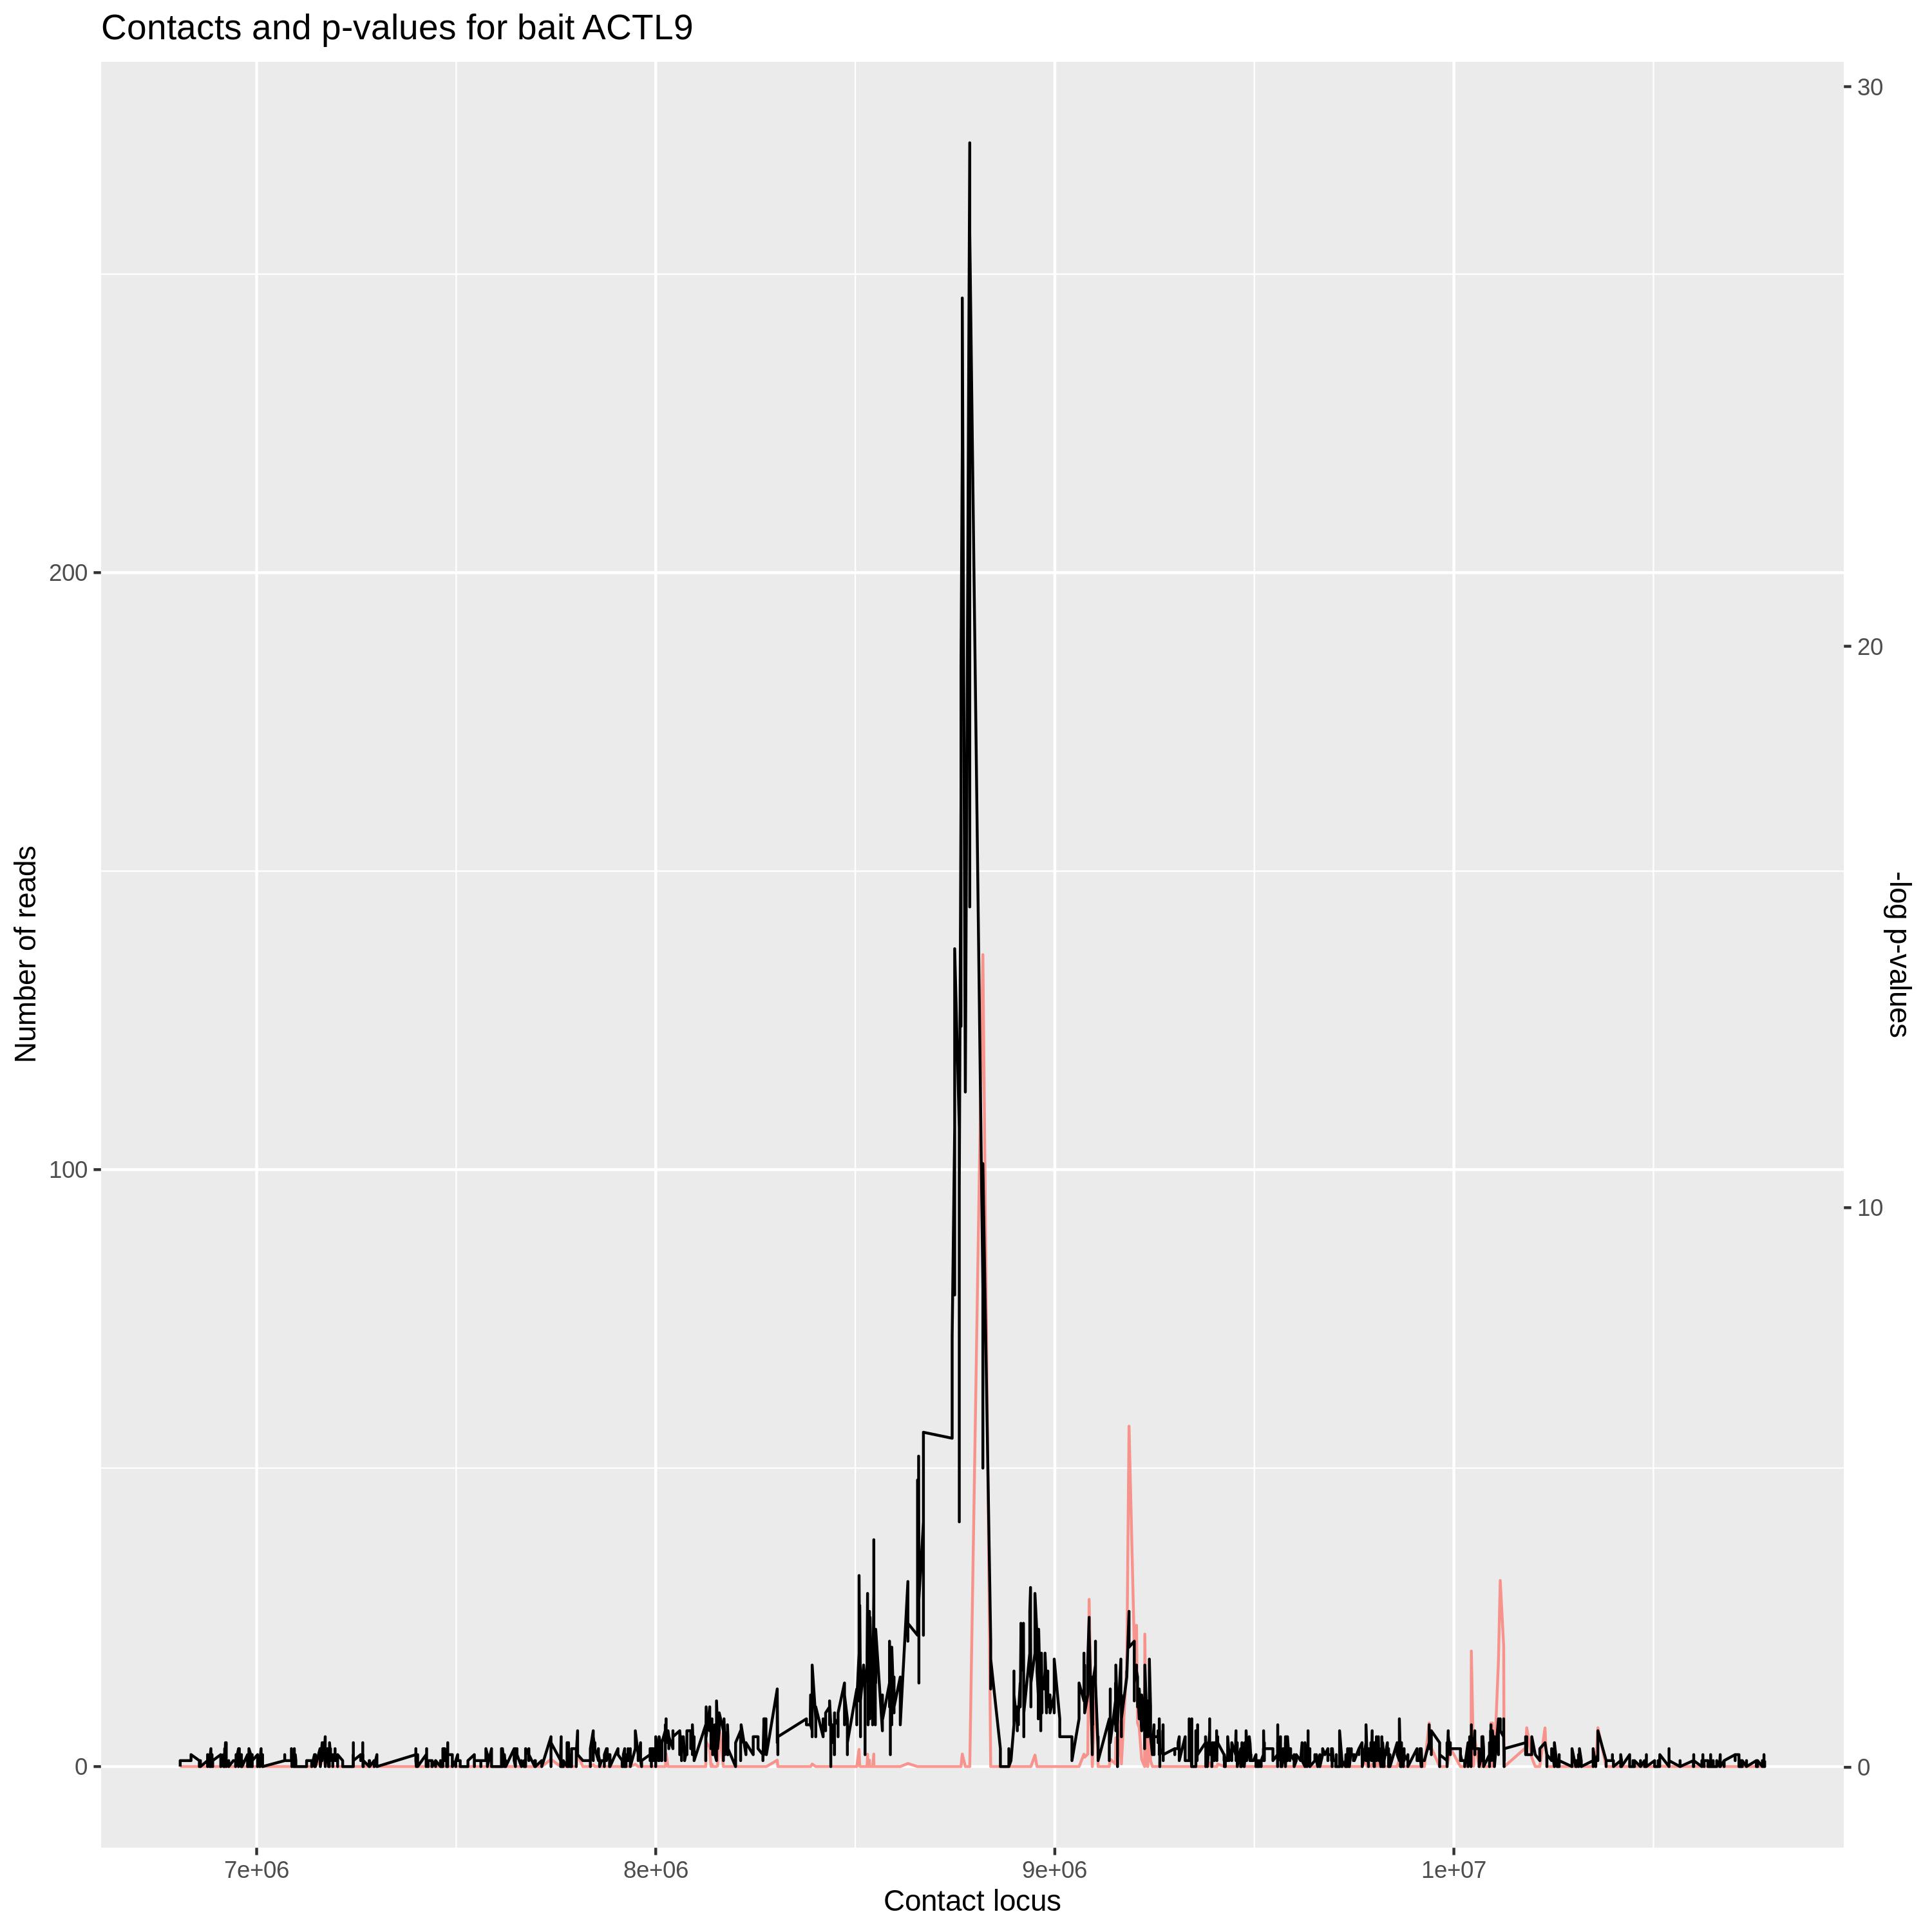 Contacts and p-values for bait ACTL9
Number of reads
200
100
0
30
20
10
0
-log p-values
7e+06
8e+06
9e+06
1e+07
Contact locus